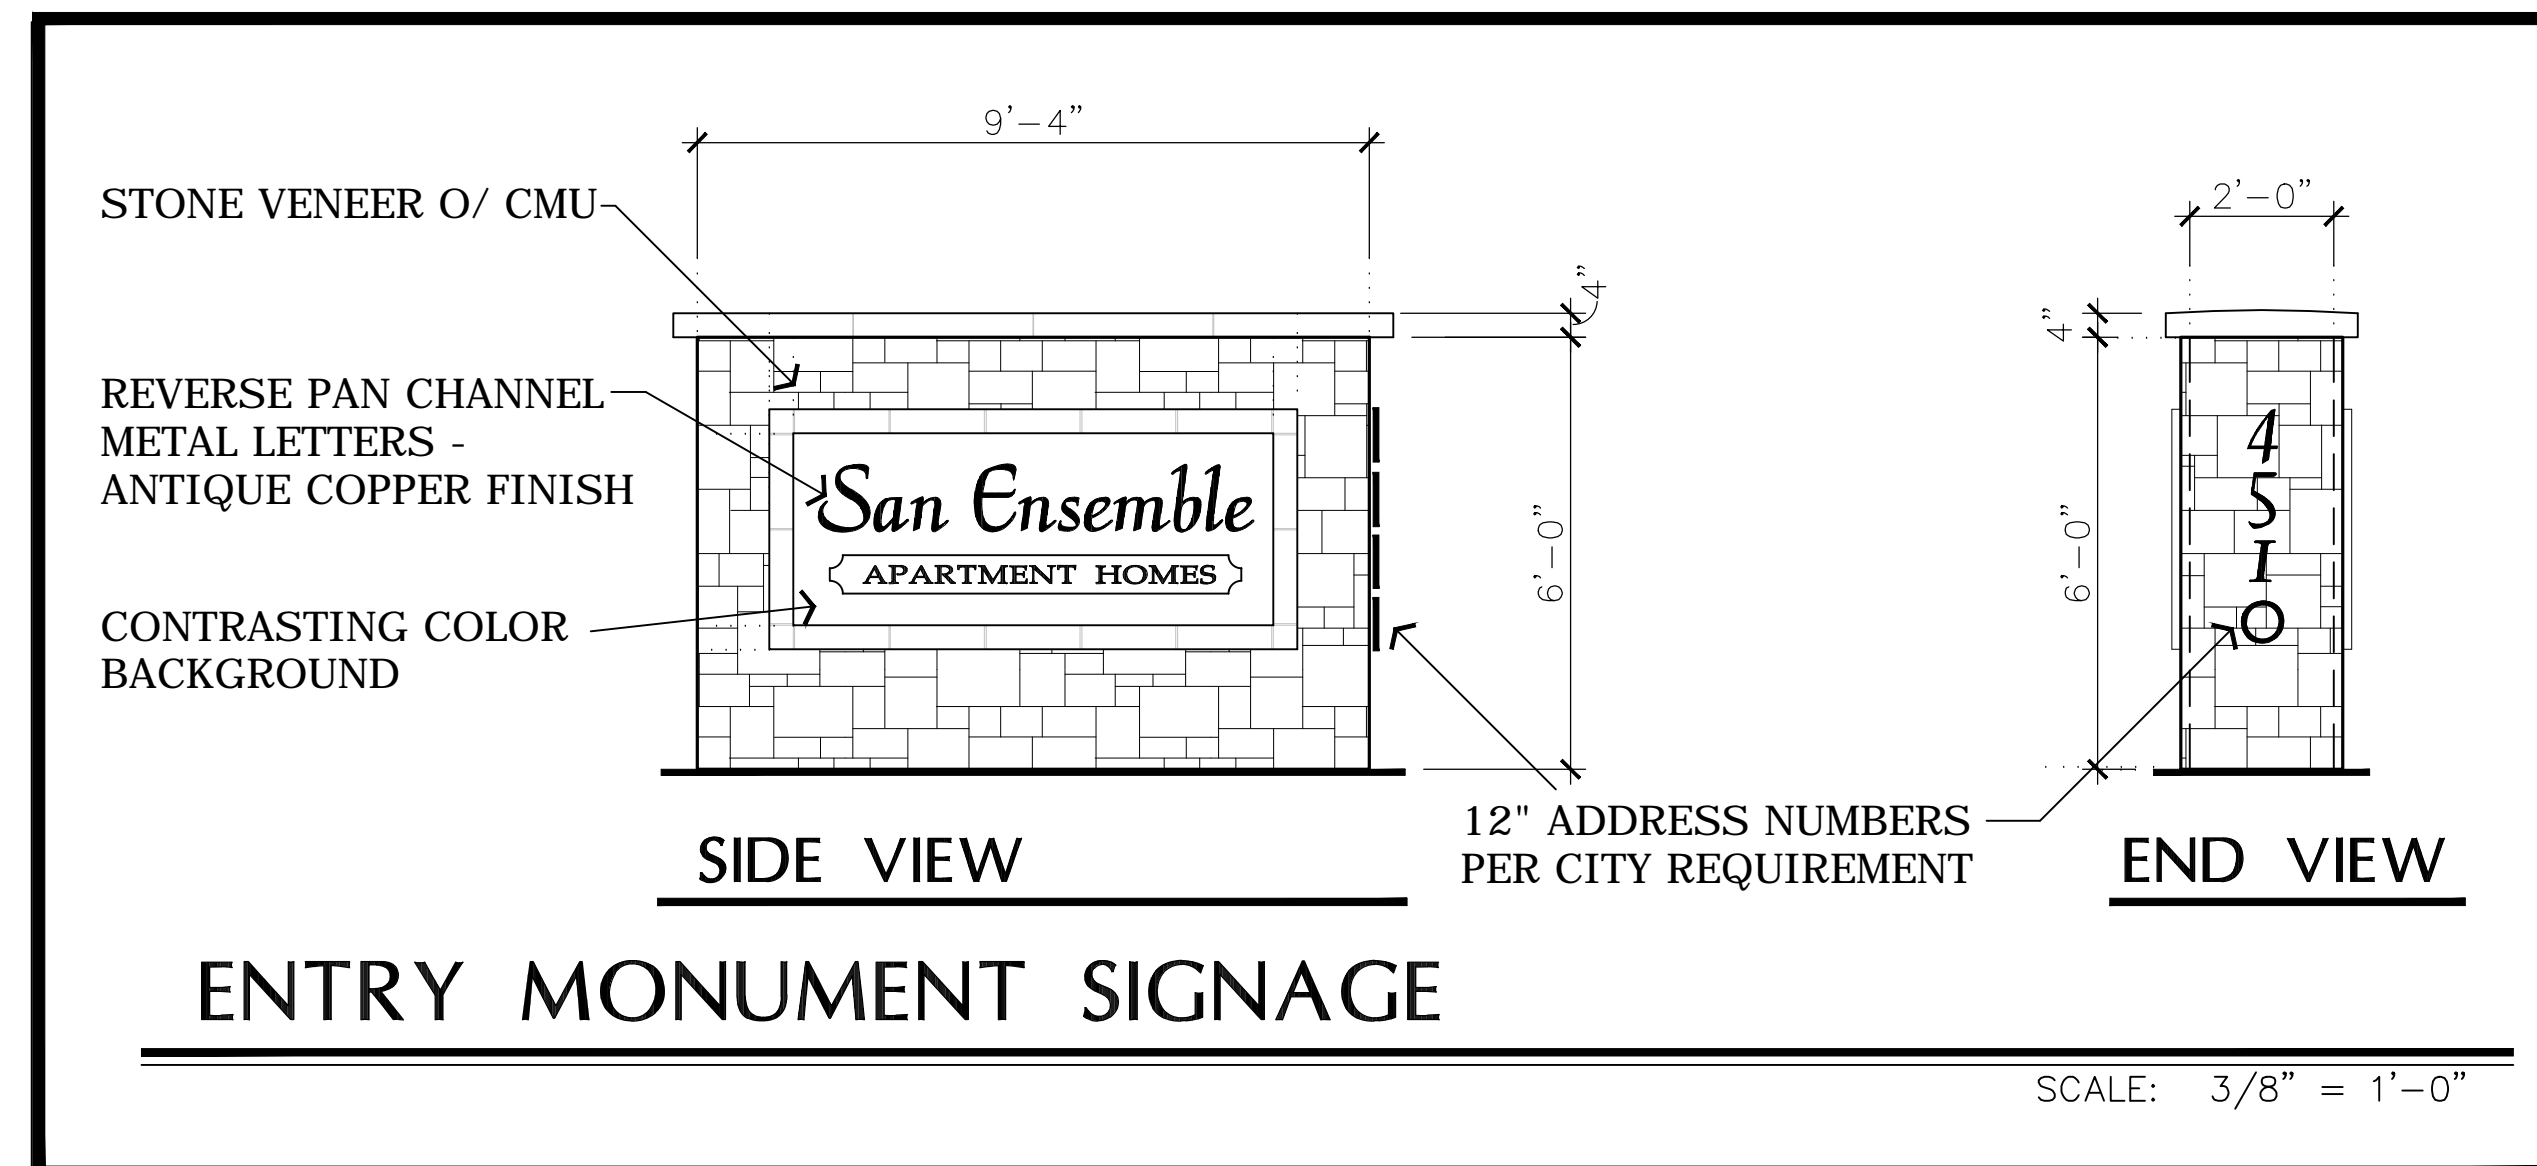 9'-4"
STONE VENEER O/ CMU
2'-0"
4"
4"
REVERSE PAN CHANNEL
METAL LETTERS -
ANTIQUE COPPER FINISH
San Ensemble
APARTMENT HOMES
6'-0"
6'-0"
4
5
1
0
CONTRASTING COLOR
BACKGROUND
12" ADDRESS NUMBERS
PER CITY REQUIREMENT
SIDE VIEW
END VIEW
ENTRY MONUMENT SIGNAGE
SCALE: 3/8" = 1'-0"